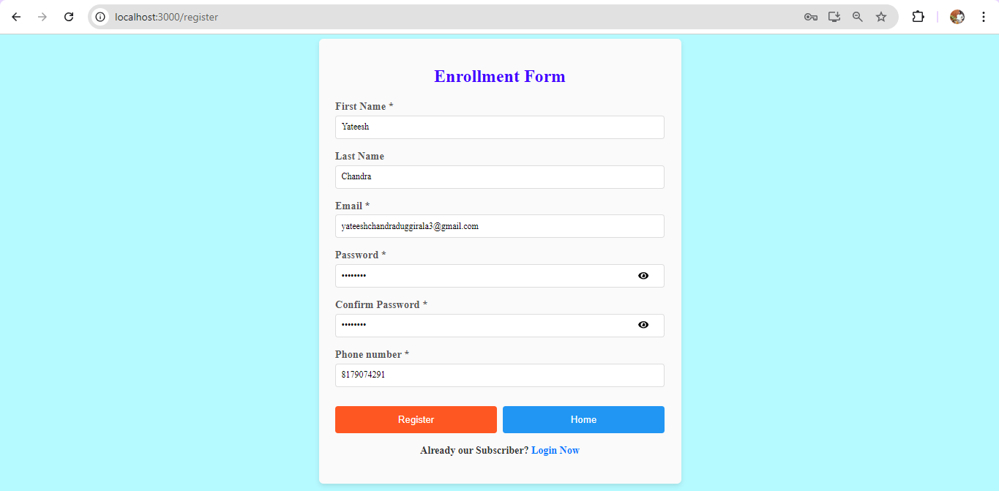 localhost:3000/register
Enrollment Form
First Name *
Yateesh
Last Name
Chandra
Email *
yateeshchandraduggirala3@gmail.com
Password *
••••••••
Confirm Password *
••••••••
Phone number *
8179074291
Register Home
Already our Subscriber? Login Now